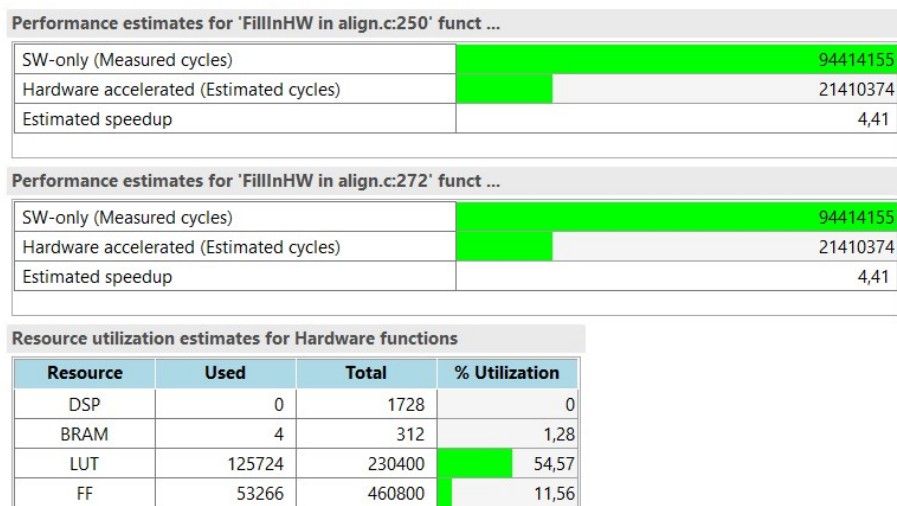 Performance estimates for 'FillInHW in align.c:250' funct ...
SW-only (Measured cycles) 94414155
Hardware accelerated (Estimated cycles) 21410374
Estimated speedup 4,41
Performance estimates for 'FillInHW in align.c:272' funct ...
SW-only (Measured cycles) 94414155
Hardware accelerated (Estimated cycles) 21410374
Estimated speedup 4,41
Resource utilization estimates for Hardware functions
Resource Used Total % Utilization
DSP 0 1728 0
BRAM 4 312 1,28
LUT 125724 230400 54,57
FF 53266 460800 11,56